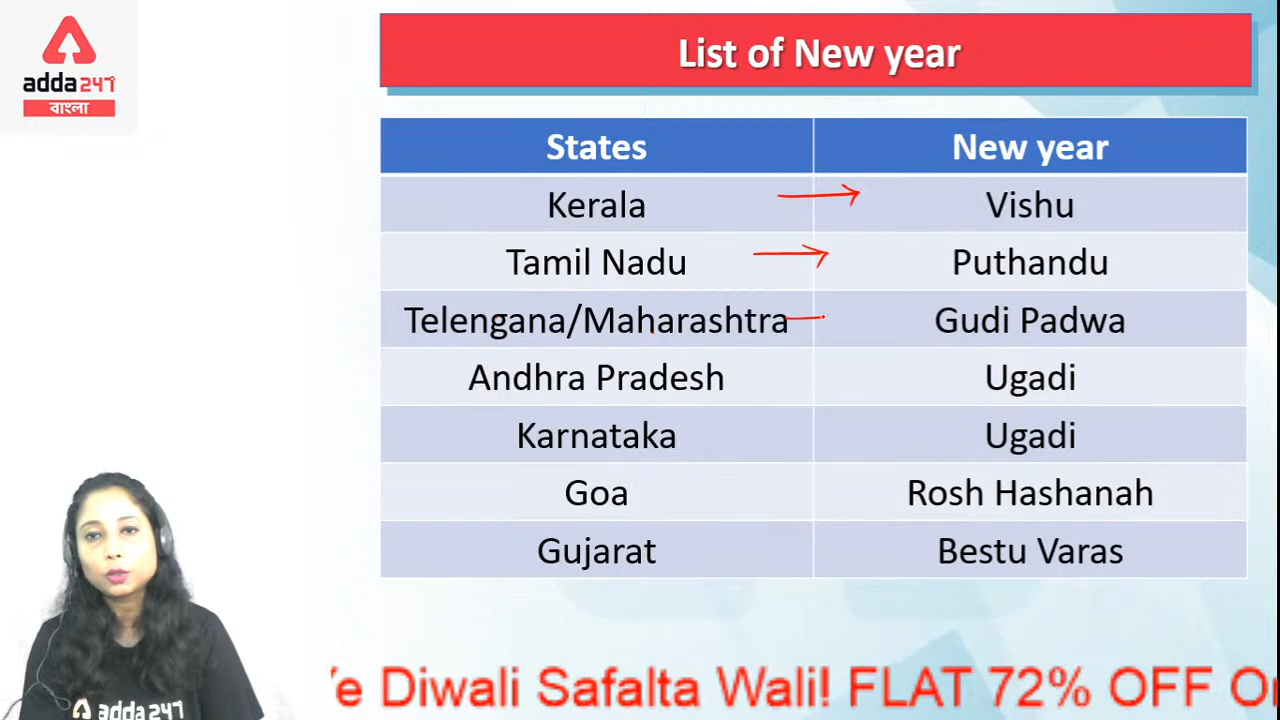 adda247
বাংলা
List of New year
States New year
Kerala Vishu
Tamil Nadu Puthandu
Telengana/Maharashtra Gudi Padwa
Andhra Pradesh Ugadi
Karnataka Ugadi
Goa Rosh Hashanah
Gujarat Bestu Varas
adda247
Diwali Safalta Wali! FLAT 72% OFF